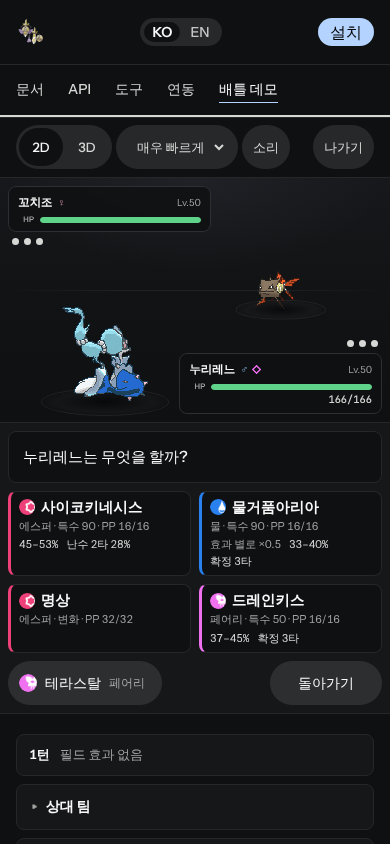 KO EN 설치
문서 API 도구 연동 배틀 데모
2D 3D 매우 빠르게 소리 나가기
꼬치조 ♀ Lv.50
HP
누리레느 ♂ Lv.50
HP
166/166
누리레느는 무엇을 할까?
사이코키네시스
에스퍼·특수 90·PP 16/16
45–53% 난수 2타 28%
물거품아리아
물·특수 90·PP 16/16
효과 별로 ×0.5 33–40%
확정 3타
명상
에스퍼·변화·PP 32/32
드레인키스
페어리·특수 50·PP 16/16
37–45% 확정 3타
테라스탈 페어리 돌아가기
1턴 필드 효과 없음
상대 팀